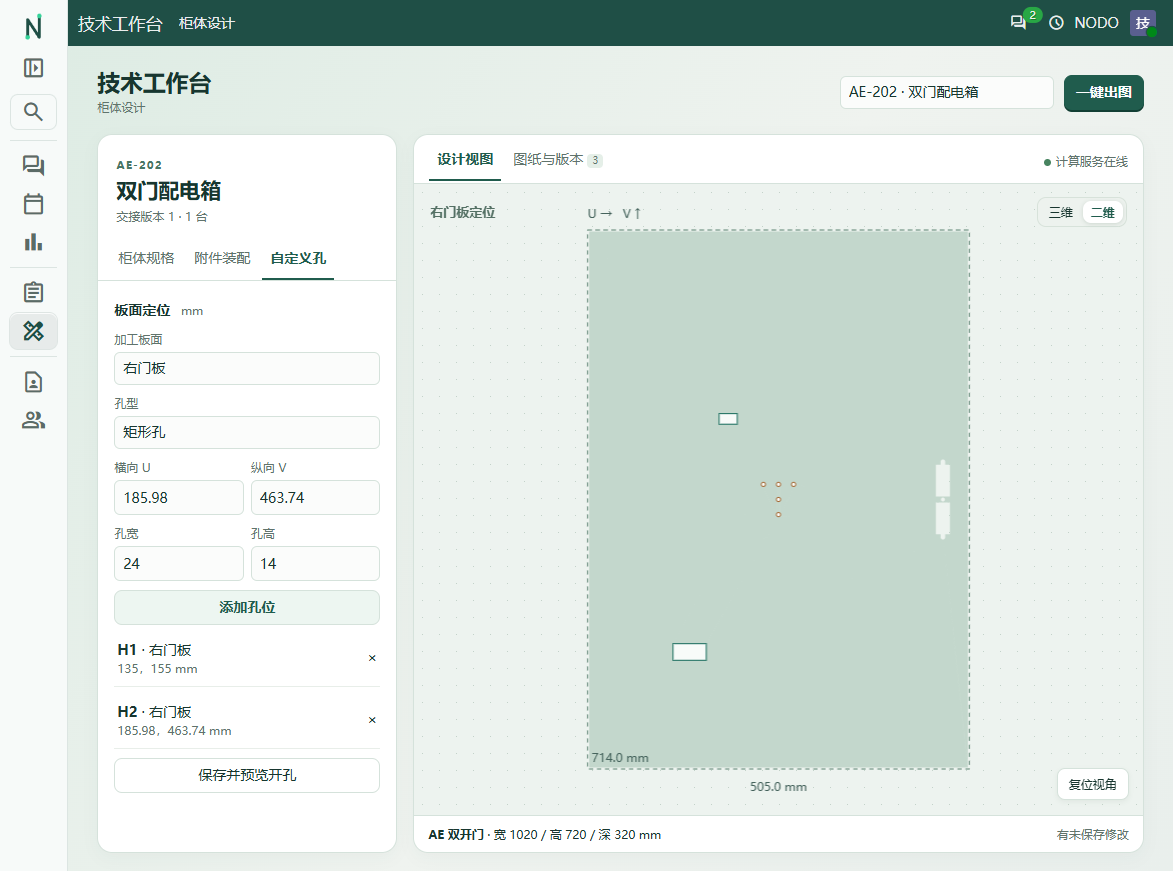 技术工作台 柜体设计
2 NODO 技
技术工作台
柜体设计
AE-202 · 双门配电箱
一键出图
AE-202
双门配电箱
交接版本 1 · 1 台
柜体规格 附件装配 自定义孔
板面定位 mm
加工板面
右门板
孔型
矩形孔
横向 U 纵向 V
185.98 463.74
孔宽 孔高
24 14
添加孔位
H1 · 右门板
135，155 mm
×
H2 · 右门板
185.98，463.74 mm
×
保存并预览开孔
设计视图 图纸与版本 3
计算服务在线
右门板定位
U→ V↑
三维 二维
714.0 mm
505.0 mm
复位视角
AE 双开门 · 宽 1020 / 高 720 / 深 320 mm
有未保存修改